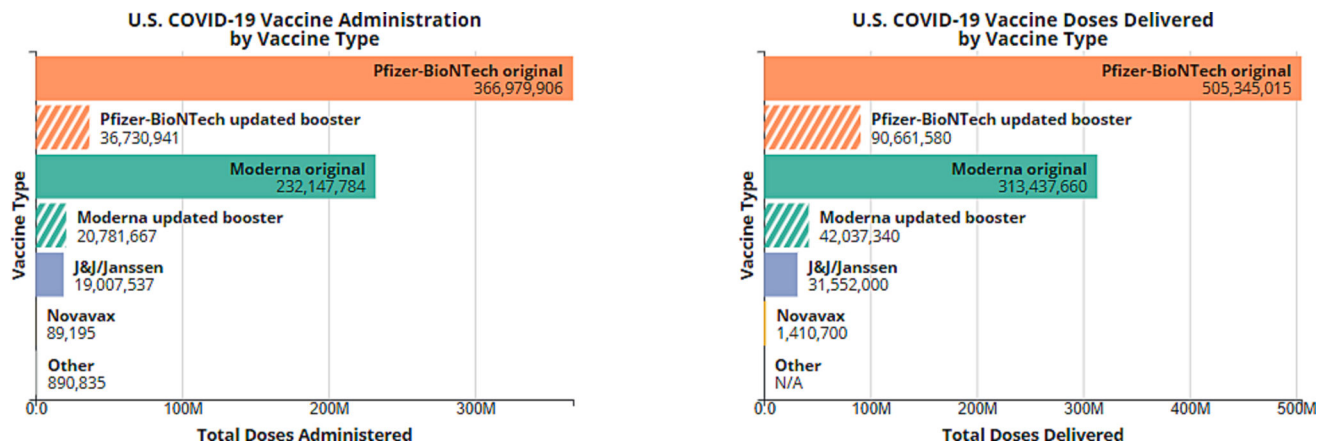 U.S. COVID-19 Vaccine Administration
by Vaccine Type
Vaccine Type
Pfizer-BioNTech original
366,979,906
Pfizer-BioNTech updated booster
36,730,941
Moderna original
232,147,784
Moderna updated booster
20,781,667
J&J/Janssen
19,007,537
Novavax
89,195
Other
890,835
0.0 100M 200M 300M
Total Doses Administered
U.S. COVID-19 Vaccine Doses Delivered
by Vaccine Type
Vaccine Type
Pfizer-BioNTech original
505,345,015
Pfizer-BioNTech updated booster
90,661,580
Moderna original
313,437,660
Moderna updated booster
42,037,340
J&J/Janssen
31,552,000
Novavax
1,410,700
Other
N/A
0.0 100M 200M 300M 400M 500M
Total Doses Delivered